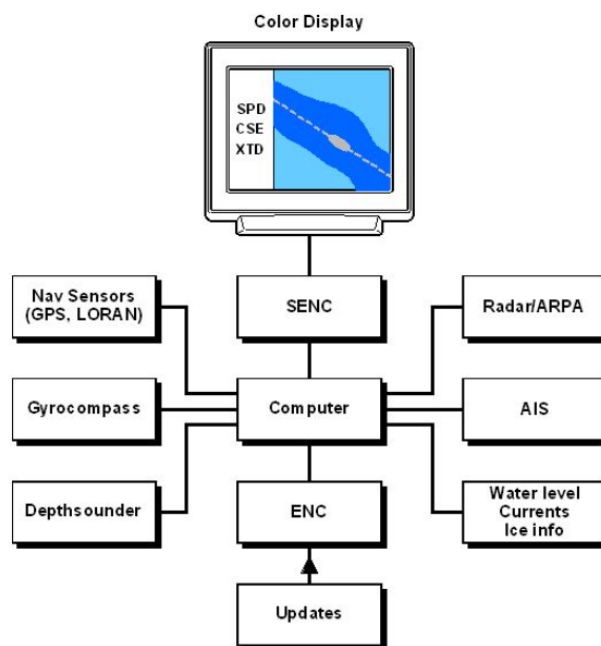 Color Display
SPD
CSE
XTD
Nav Sensors
(GPS, LORAN)
SENC
Radar/ARPA
Gyrocompass
Computer
AIS
Depthsounder
ENC
Water level
Currents
Ice info
Updates